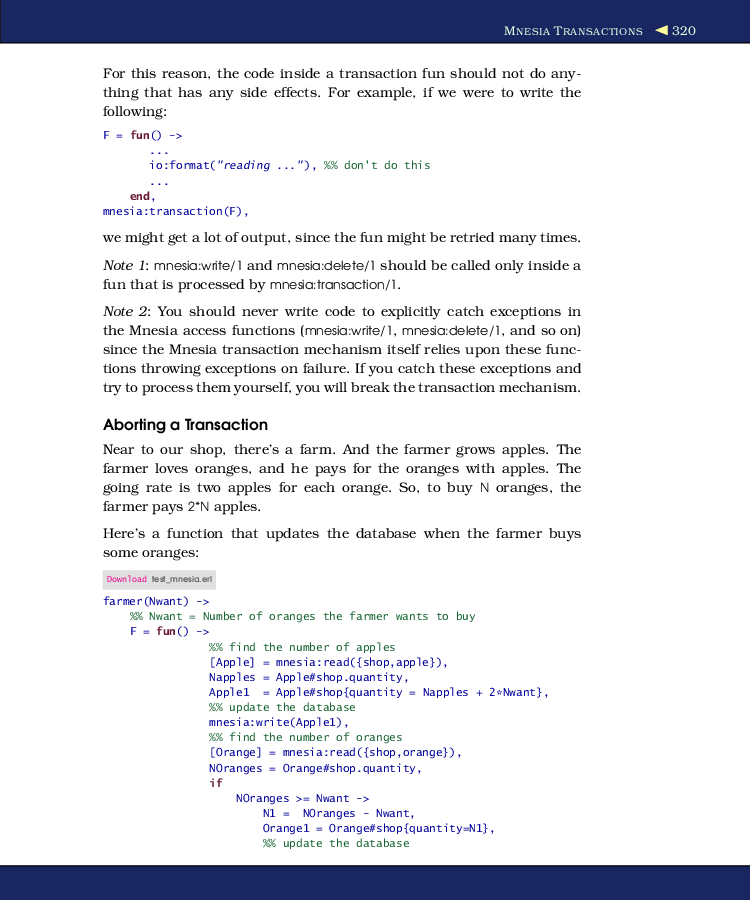 MNESIA TRANSACTIONS ◀ 320
For this reason, the code inside a transaction fun should not do any-
thing that has any side effects. For example, if we were to write the
following:
F = fun() ->
...
io:format("reading ..."), %% don't do this
...
end,
mnesia:transaction(F),
we might get a lot of output, since the fun might be retried many times.
Note 1: mnesia:write/1 and mnesia:delete/1 should be called only inside a
fun that is processed by mnesia:transaction/1.
Note 2: You should never write code to explicitly catch exceptions in
the Mnesia access functions (mnesia:write/1, mnesia:delete/1, and so on)
since the Mnesia transaction mechanism itself relies upon these func-
tions throwing exceptions on failure. If you catch these exceptions and
try to process them yourself, you will break the transaction mechanism.
Aborting a Transaction
Near to our shop, there's a farm. And the farmer grows apples. The
farmer loves oranges, and he pays for the oranges with apples. The
going rate is two apples for each orange. So, to buy N oranges, the
farmer pays 2*N apples.
Here's a function that updates the database when the farmer buys
some oranges:
Download test_mnesia.erl
farmer(Nwant) ->
%% Nwant = Number of oranges the farmer wants to buy
F = fun() ->
%% find the number of apples
[Apple] = mnesia:read({shop,apple}),
Napples = Apple#shop.quantity,
Apple1 = Apple#shop{quantity = Napples + 2*Nwant},
%% update the database
mnesia:write(Apple1),
%% find the number of oranges
[Orange] = mnesia:read({shop,orange}),
NOranges = Orange#shop.quantity,
if
NOranges >= Nwant ->
N1 = NOranges - Nwant,
Orange1 = Orange#shop{quantity=N1},
%% update the database